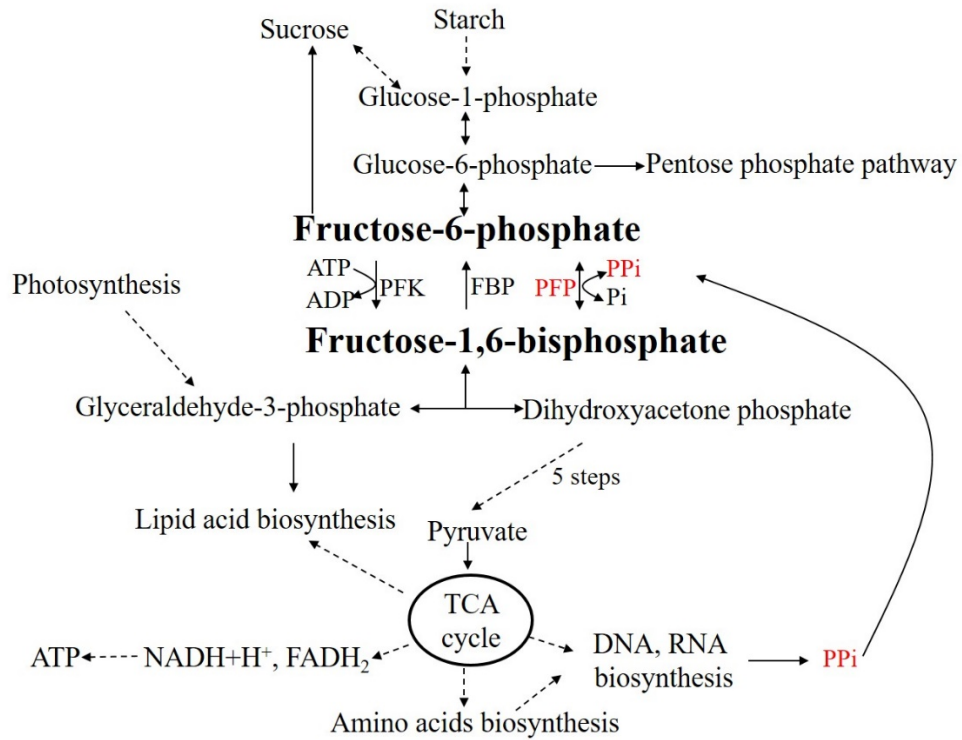 Starch
Sucrose
Glucose-1-phosphate
Glucose-6-phosphate
Pentose phosphate pathway
Fructose-6-phosphate
ATP
ADP
PFK
FBP
PFP
PPi
Pi
Photosynthesis
Fructose-1,6-bisphosphate
Glyceraldehyde-3-phosphate
Dihydroxyacetone phosphate
5 steps
Lipid acid biosynthesis
Pyruvate
TCA
cycle
ATP
NADH+H⁺, FADH₂
DNA, RNA
biosynthesis
PPi
Amino acids biosynthesis